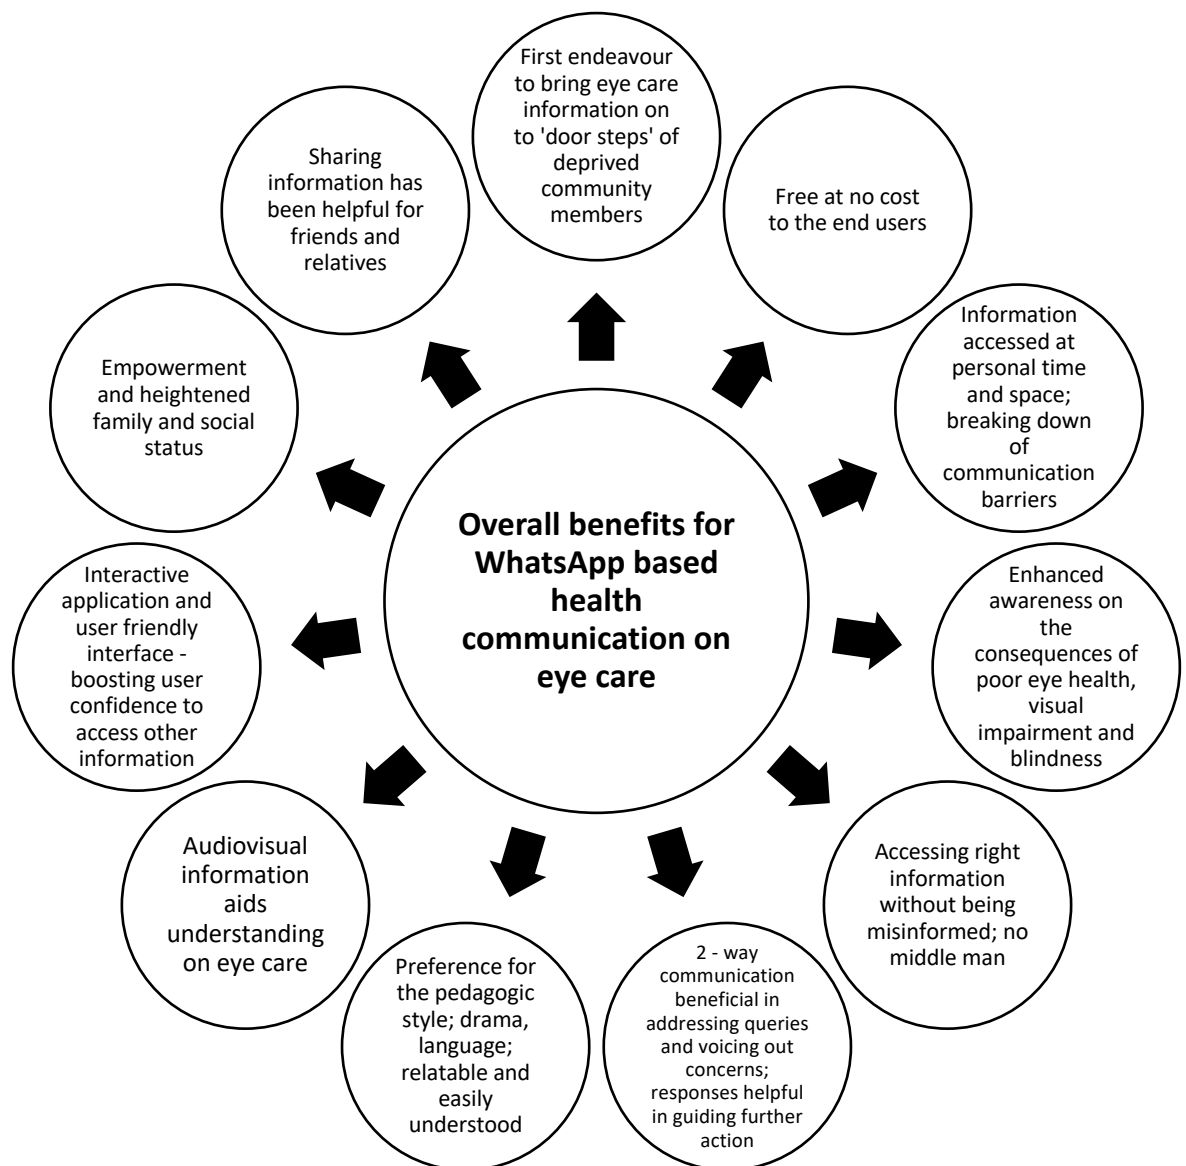 First endeavour
to bring eye care
information on
to 'door steps' of
deprived
community
members
Free at no cost
to the end users
Information
accessed at
personal time
and space;
breaking down
of
communication
barriers
Enhanced
awareness on
the
consequences of
poor eye health,
visual
impairment and
blindness
Accessing right
information
without being
misinformed; no
middle man
2 - way
communication
beneficial in
addressing queries
and voicing out
concerns;
responses helpful
in guiding further
action
Preference for
the pedagogic
style; drama,
language;
relatable and
easily
understood
Audiovisual
information
aids
understanding
on eye care
Interactive
application and
user friendly
interface -
boosting user
confidence to
access other
information
Empowerment
and heightened
family and social
status
Sharing
information has
been helpful for
friends and
relatives
Overall benefits for
WhatsApp based
health
communication on
eye care